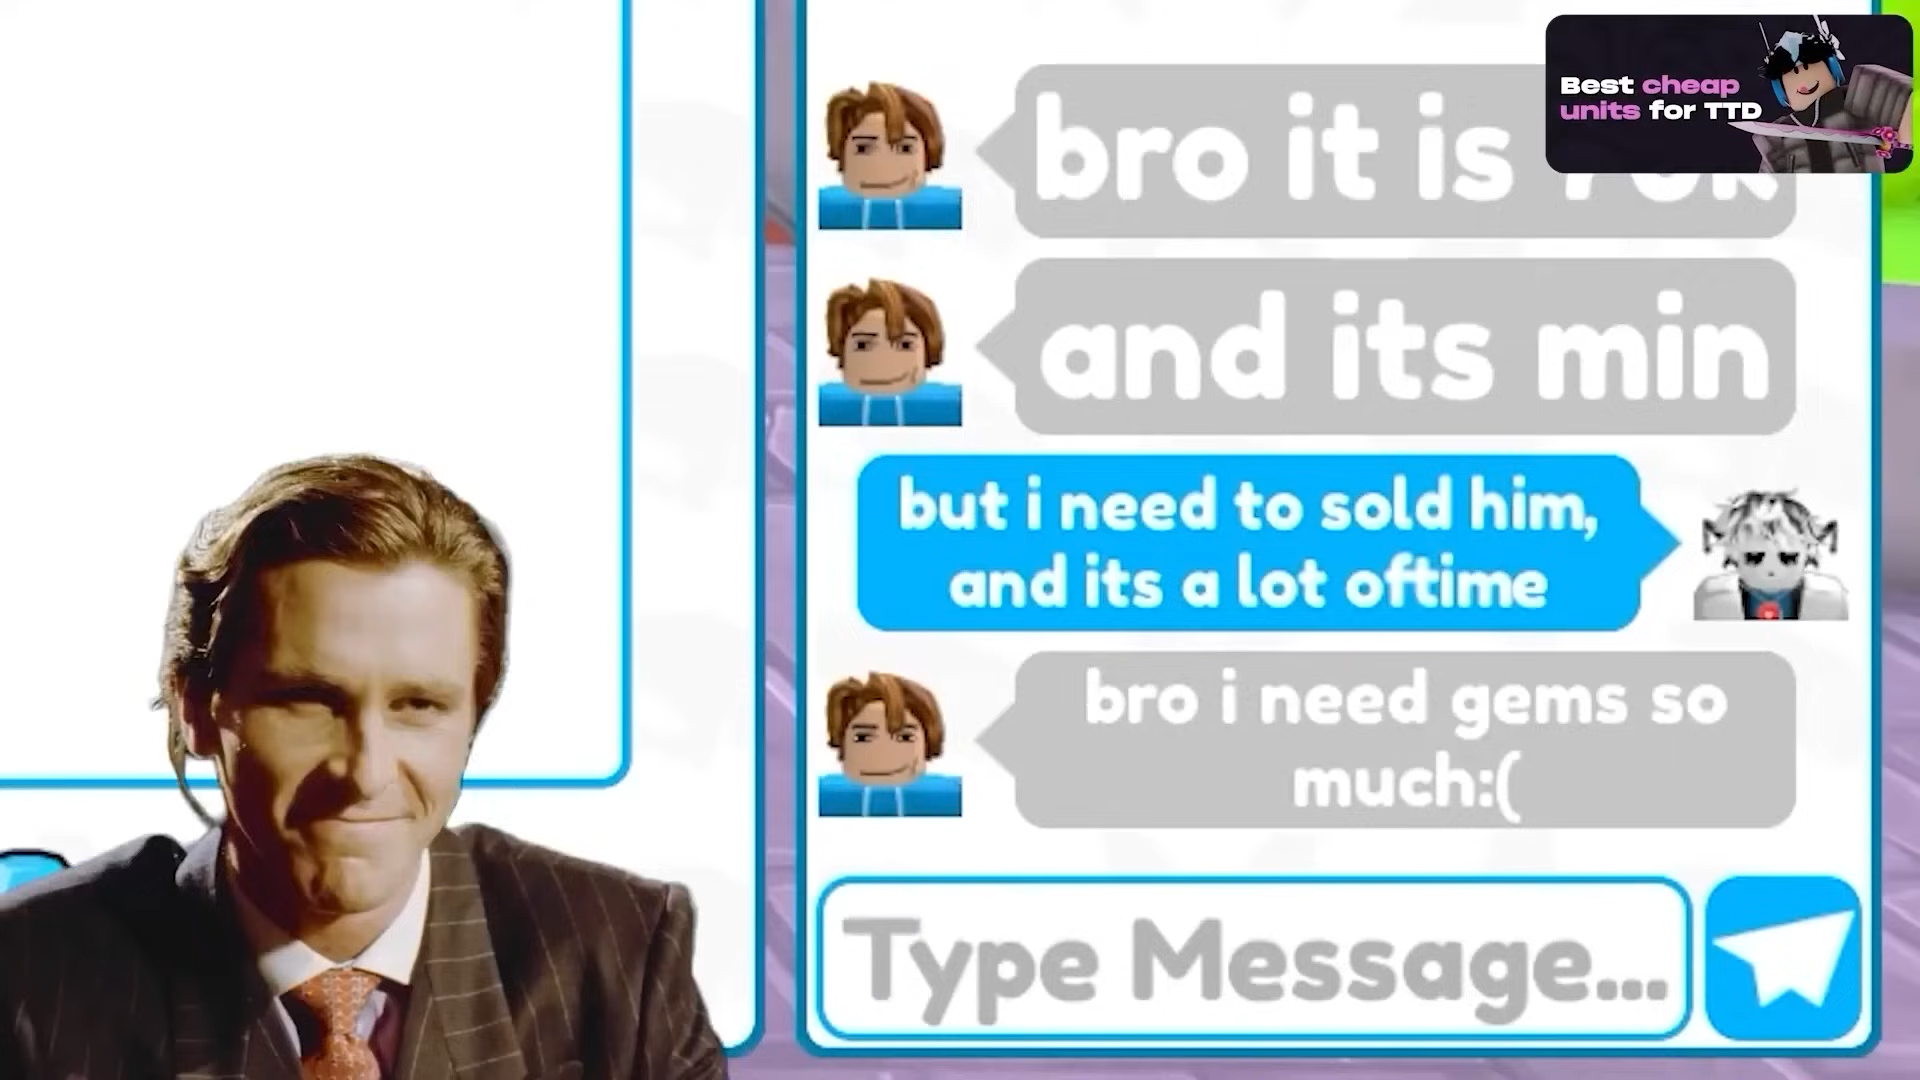 Best cheap
units for TTD
bro it is
and its min
but i need to sold him,
and its a lot oftime
bro i need gems so
much:(
Type Message...